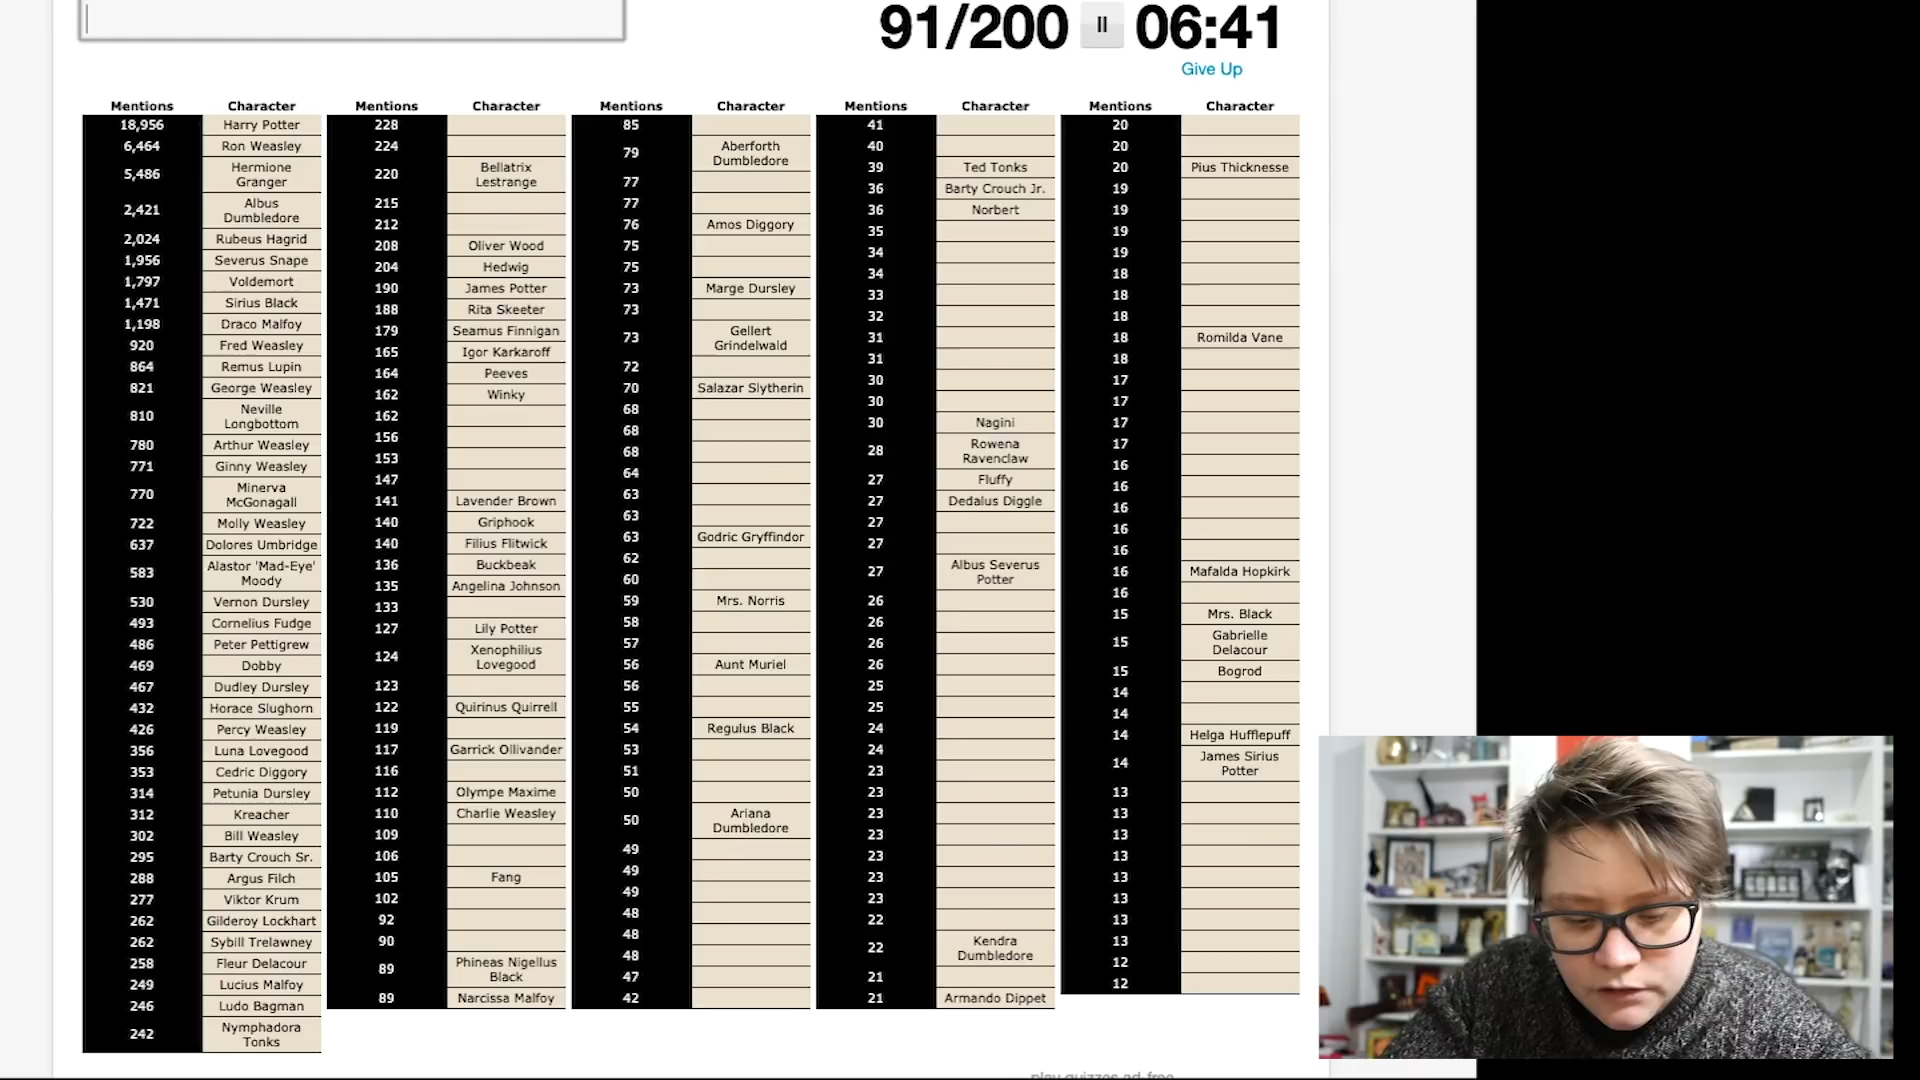 91/200 II 06:41
Give Up
Mentions Character Mentions Character Mentions Character Mentions Character Mentions Character
18,956 Harry Potter
6,464 Ron Weasley
5,486 Hermione Granger
2,421 Albus Dumbledore
2,024 Rubeus Hagrid
1,956 Severus Snape
1,797 Voldemort
1,471 Sirius Black
1,198 Draco Malfoy
920 Fred Weasley
864 Remus Lupin
821 George Weasley
810 Neville Longbottom
780 Arthur Weasley
771 Ginny Weasley
770 Minerva McGonagall
722 Molly Weasley
637 Dolores Umbridge
583 Alastor 'Mad-Eye' Moody
530 Vernon Dursley
493 Cornelius Fudge
486 Peter Pettigrew
469 Dobby
467 Dudley Dursley
432 Horace Slughorn
426 Percy Weasley
356 Luna Lovegood
353 Cedric Diggory
314 Petunia Dursley
312 Kreacher
302 Bill Weasley
295 Barty Crouch Sr.
288 Argus Filch
277 Viktor Krum
262 Gilderoy Lockhart
262 Sybill Trelawney
258 Fleur Delacour
249 Lucius Malfoy
246 Ludo Bagman
242 Nymphadora Tonks
228
224
220 Bellatrix Lestrange
215
212
208 Oliver Wood
204 Hedwig
190 James Potter
188 Rita Skeeter
179 Seamus Finnigan
165 Igor Karkaroff
164 Peeves
162 Winky
162
156
153
147
141 Lavender Brown
140 Griphook
140 Filius Flitwick
136 Buckbeak
135 Angelina Johnson
133
127 Lily Potter
124 Xenophilius Lovegood
123
122 Quirinus Quirrell
119
117 Garrick Ollivander
116
112 Olympe Maxime
110 Charlie Weasley
109
106
105 Fang
102
92
90
89 Phineas Nigellus Black
89 Narcissa Malfoy
85
79 Aberforth Dumbledore
77
77
76 Amos Diggory
75
75
73 Marge Dursley
73
73 Gellert Grindelwald
72
70 Salazar Slytherin
68
68
68
64
63
63
63 Godric Gryffindor
62
60
59 Mrs. Norris
58
57
56 Aunt Muriel
56
55
54 Regulus Black
53
51
50
50 Ariana Dumbledore
49
49
49
48
48
48
47
42
41
40
39 Ted Tonks
36 Barty Crouch Jr.
36 Norbert
35
34
34
33
32
31
31
30
30
30 Nagini
28 Rowena Ravenclaw
27 Fluffy
27 Dedalus Diggle
27
27
27 Albus Severus Potter
26
26
26
26
25
25
24
24
23
23
23
23
23
23
23
22
22 Kendra Dumbledore
21
21 Armando Dippet
20
20
20 Pius Thicknesse
19
19
19
19
18
18
18
18 Romilda Vane
18
17
17
17
17
16
16
16
16
16
16 Mafalda Hopkirk
16
15 Mrs. Black
15 Gabrielle Delacour
15 Bogrod
14
14
14 Helga Hufflepuff
14 James Sirius Potter
13
13
13
13
13
13
13
13
12
12
play quizzes ad-free